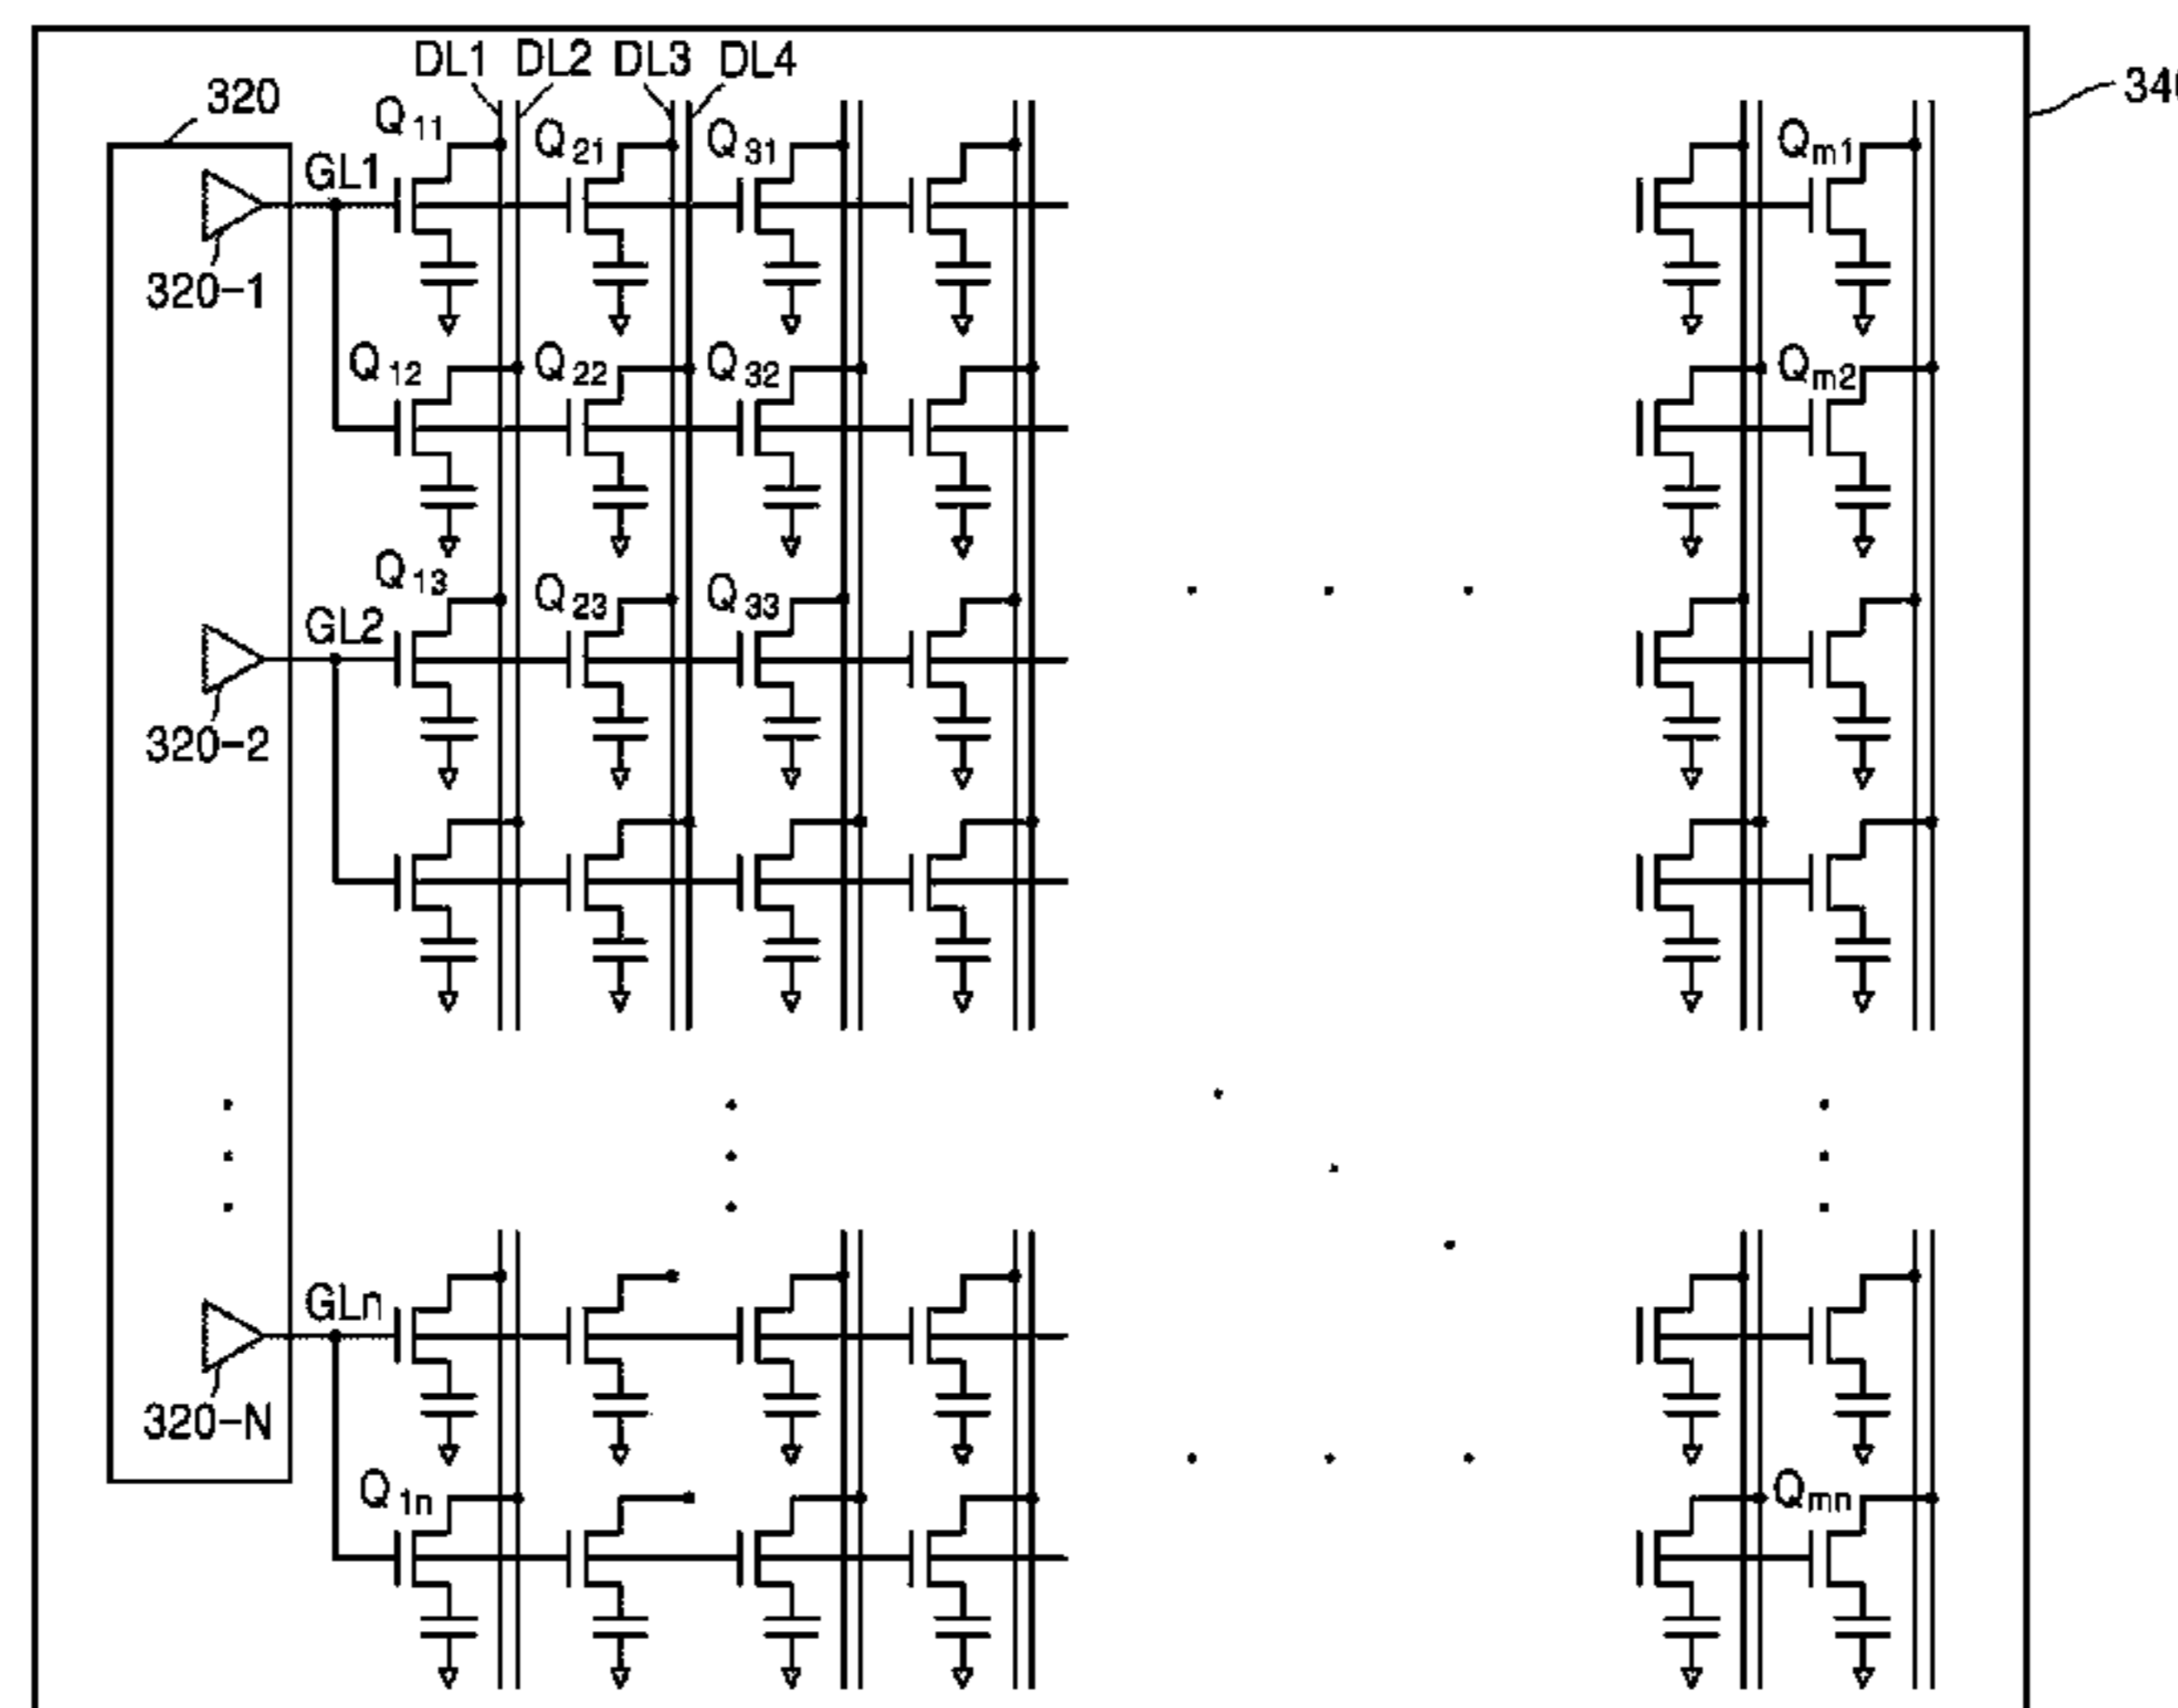 DL1 DL2 DL3 DL4
320
340
Q11
Q21
Q31
Qm1
GL1
320-1
Q12
Q22
Q32
Qm2
Q13
Q23
Q33
GL2
320-2
GLn
320-N
Q1n
Qmn